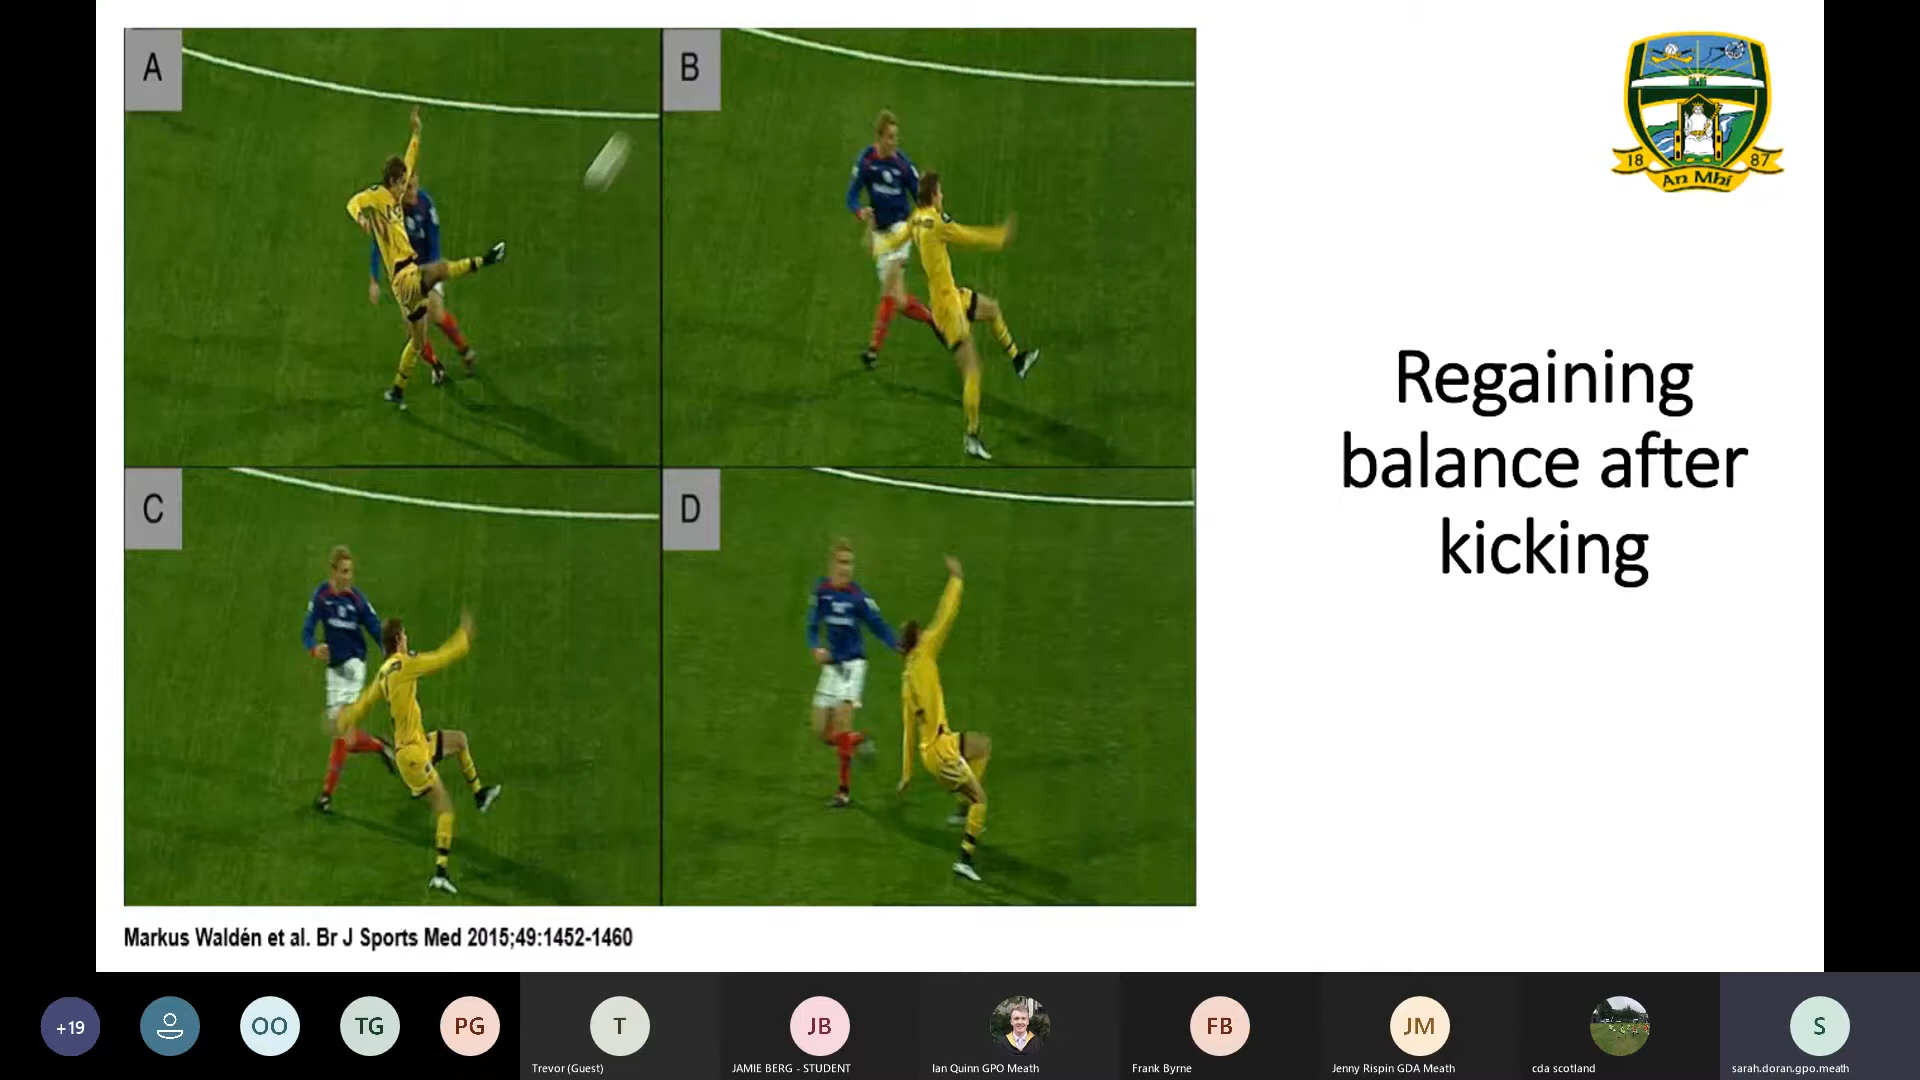 A
B
18 87
An Mhí
Regaining
balance after
kicking
C
D
Markus Waldén et al. Br J Sports Med 2015;49:1452-1460
+19
OO
TG
PG
T
JB
FB
JM
S
Trevor (Guest)
JAMIE BERG - STUDENT
Ian Quinn GPO Meath
Frank Byrne
Jenny Rispin GDA Meath
cda scotland
sarah.doran.gpo.meath